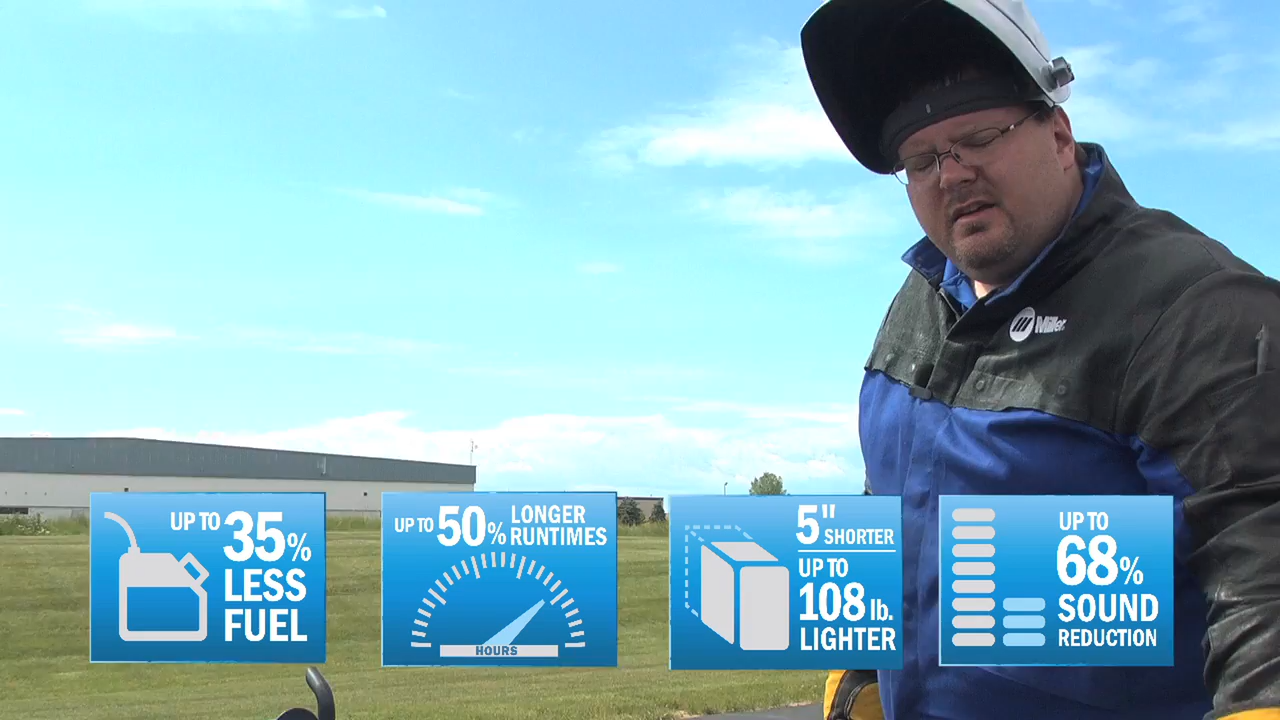 Miller
UP TO 35%
LESS
FUEL
UP TO 50% LONGER
RUNTIMES
HOURS
5" SHORTER
UP TO
108 lb.
LIGHTER
UP TO
68%
SOUND
REDUCTION